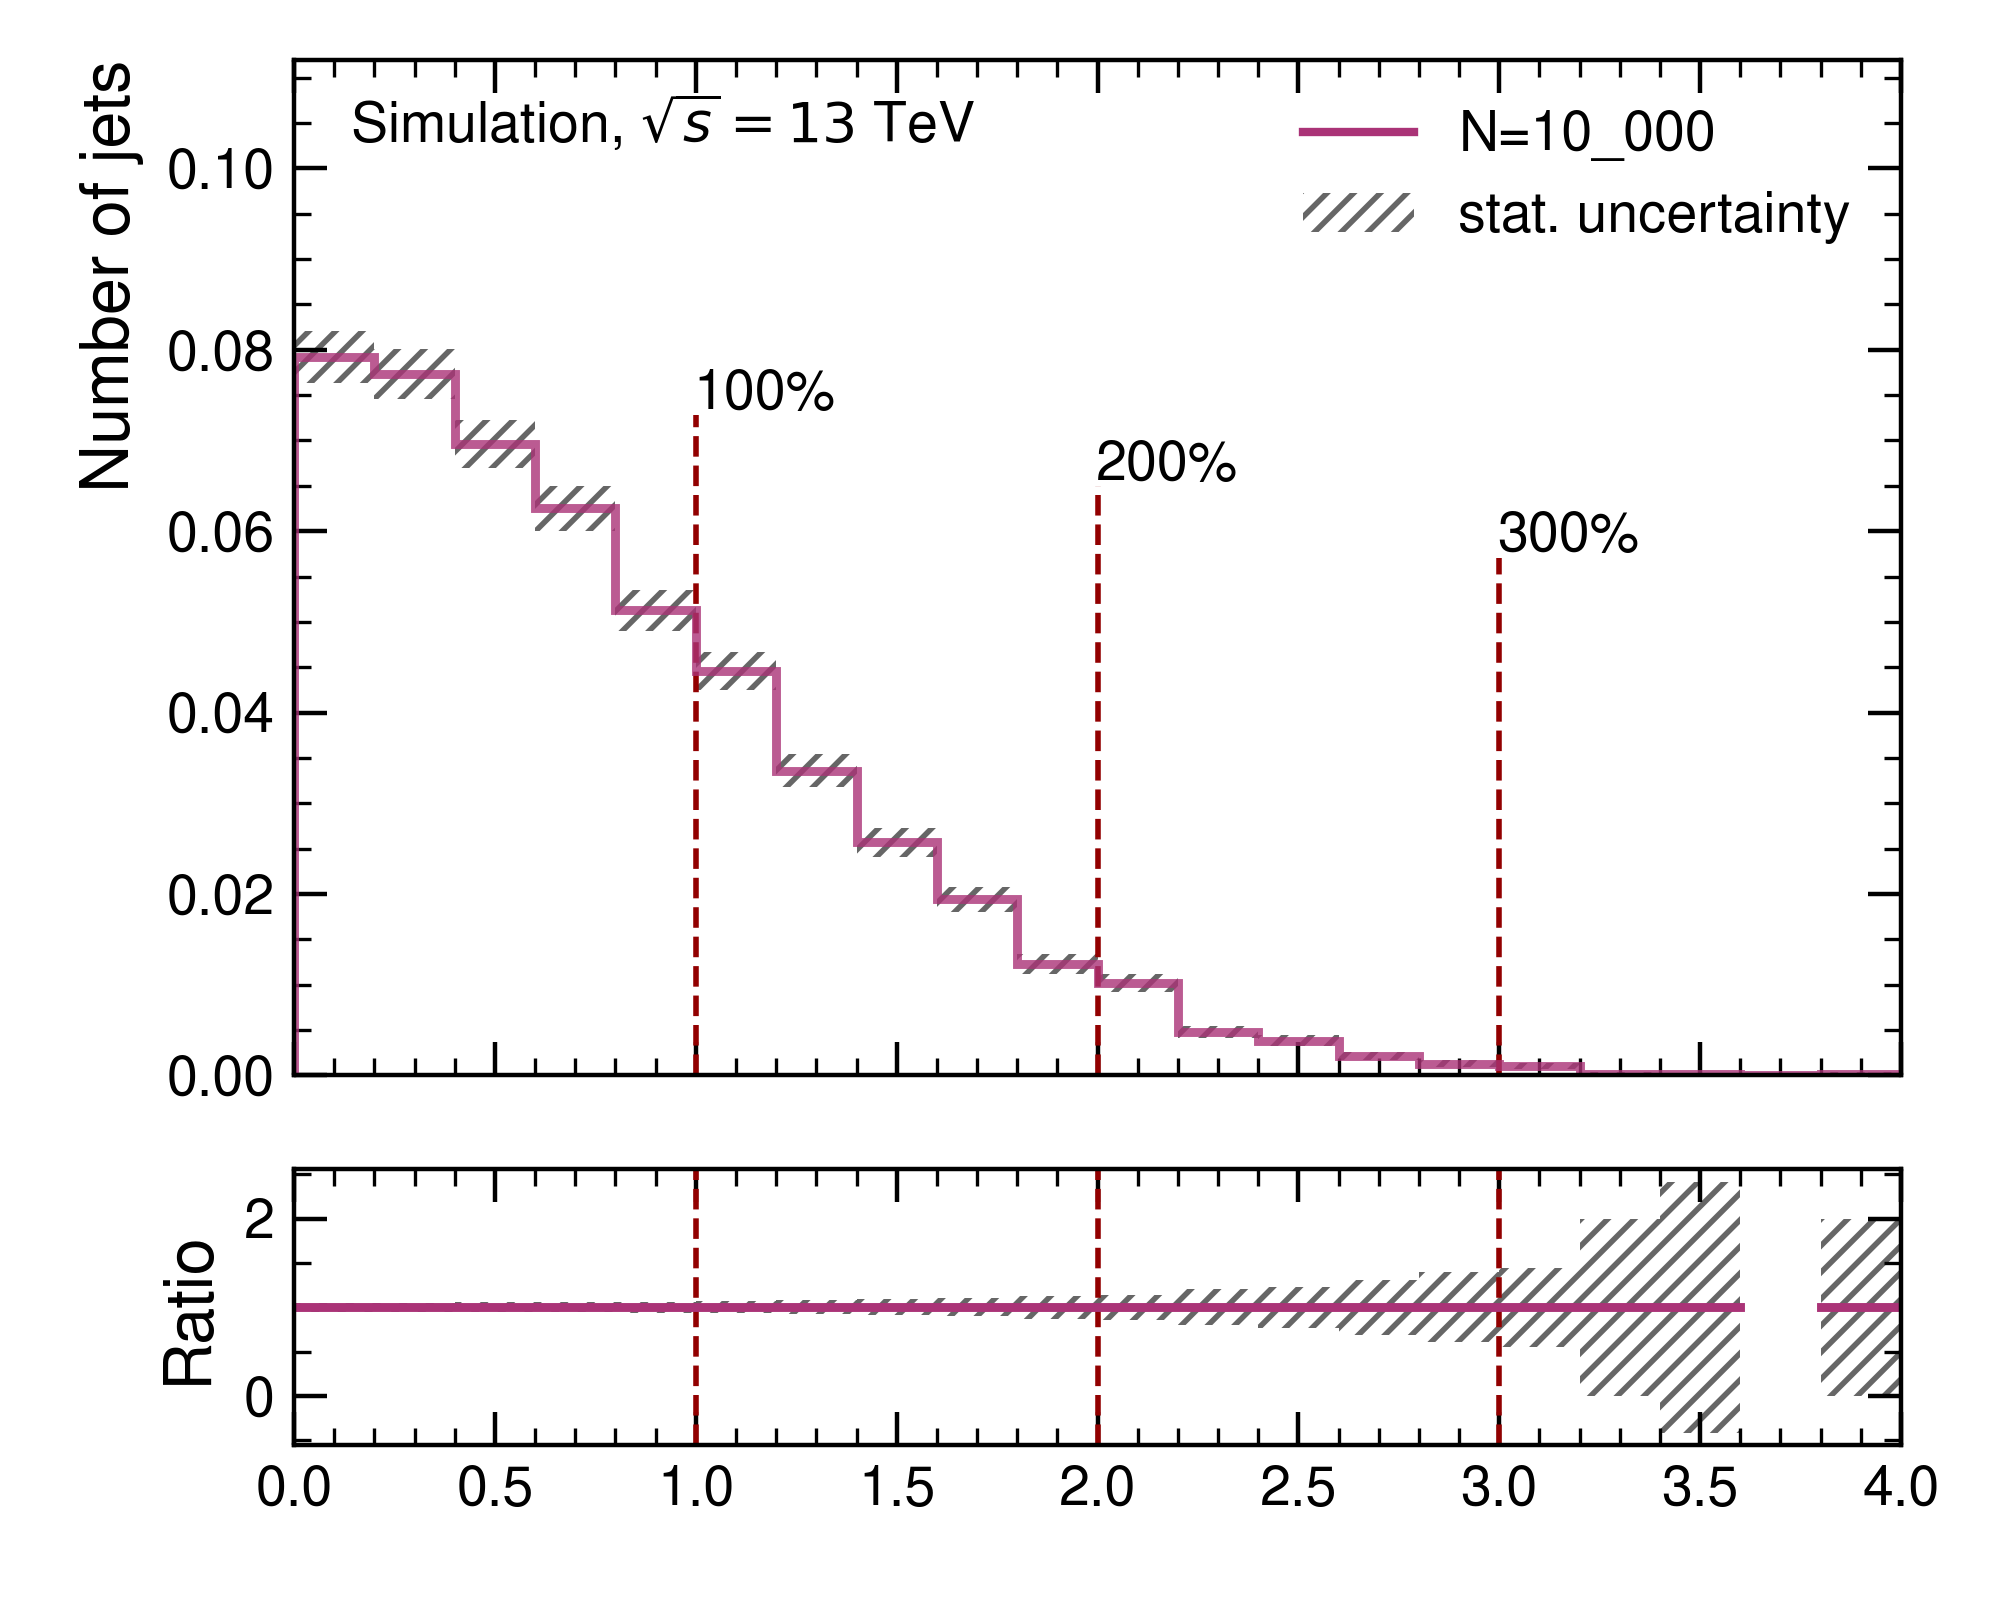 Number of jets
Simulation, √s = 13 TeV
N=10_000
stat. uncertainty
0.10
0.08
0.06
0.04
0.02
0.00
100%
200%
300%
Ratio
2
0
0.0 0.5 1.0 1.5 2.0 2.5 3.0 3.5 4.0